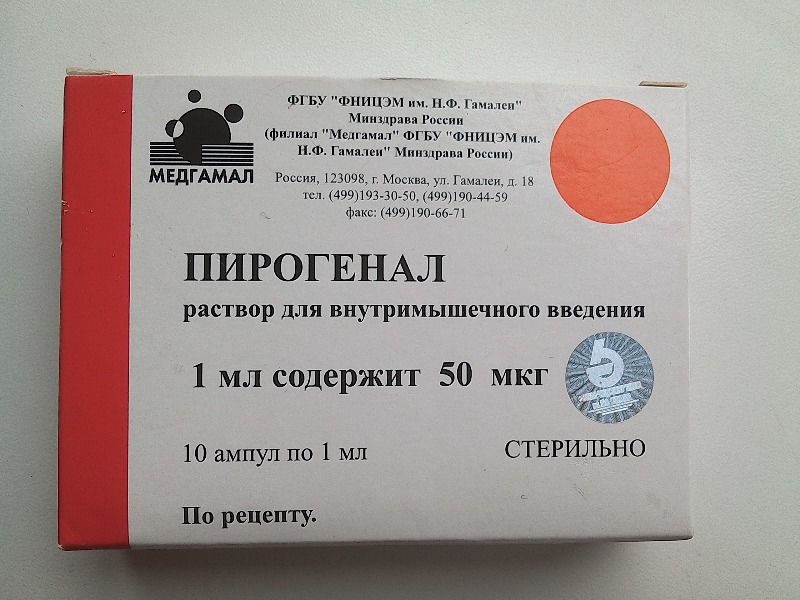 ФГБУ "ФНИЦЭМ им. Н.Ф. Гамалеи"
Минздрава России
(филиал "Медгамал" ФГБУ "ФНИЦЭМ им.
Н.Ф. Гамалеи" Минздрава России)
МЕДГАМАЛ
Россия, 123098, г. Москва, ул. Гамалеи, д. 18
тел. (499)193-30-50, (499)190-44-59
факс: (499)190-66-71
ПИРОГЕНАЛ
раствор для внутримышечного введения
1 мл содержит 50 мкг
10 ампул по 1 мл
СТЕРИЛЬНО
По рецепту.